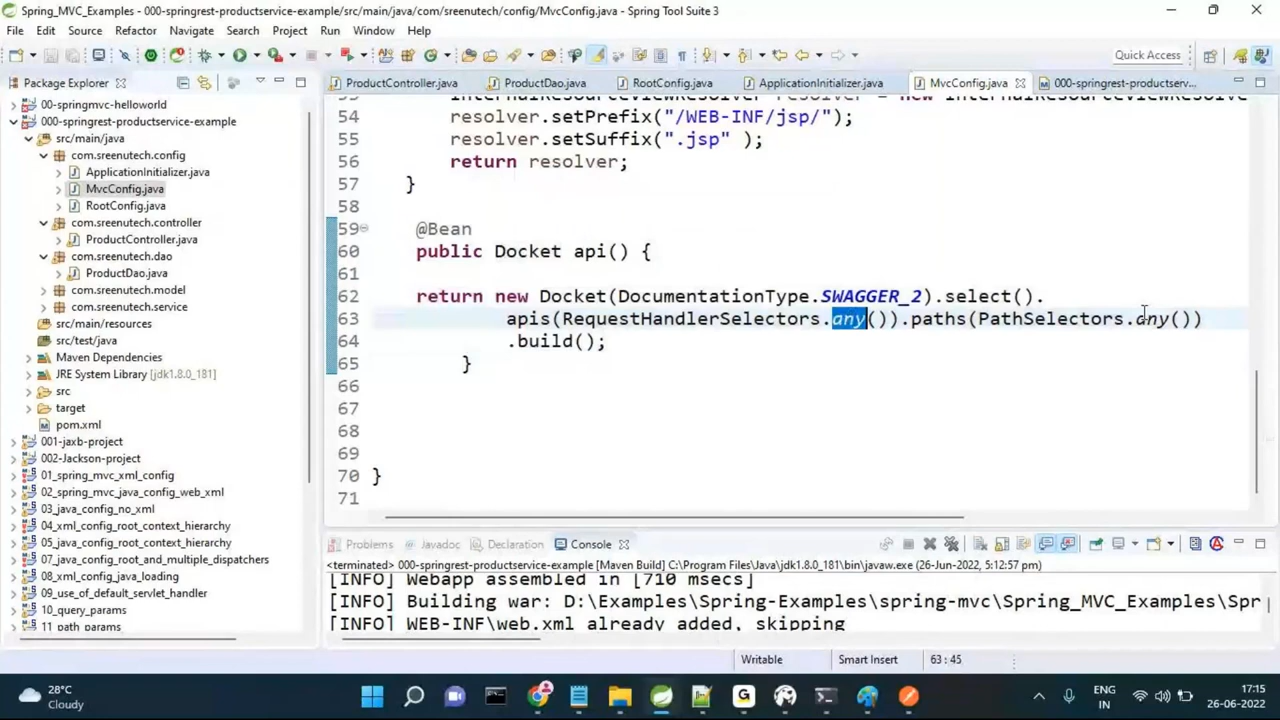 Spring_MVC_Examples - 000-springrest-productservice-example/src/main/java/com/sreenutech/config/MvcConfig.java - Spring Tool Suite 3
File Edit Source Refactor Navigate Search Project Run Window Help
Quick Access
Package Explorer
ProductController.java ProductDao.java RootConfig.java ApplicationInitializer.java MvcConfig.java 000-springrest-productserv...
00-springmvc-helloworld
000-springrest-productservice-example
src/main/java
com.sreenutech.config
ApplicationInitializer.java
MvcConfig.java
RootConfig.java
com.sreenutech.controller
ProductController.java
com.sreenutech.dao
ProductDao.java
com.sreenutech.model
com.sreenutech.service
src/main/resources
src/test/java
Maven Dependencies
JRE System Library [jdk1.8.0_181]
src
target
pom.xml
001-jaxb-project
002-Jackson-project
01_spring_mvc_xml_config
02_spring_mvc_java_config_web_xml
03_java_config_no_xml
04_xml_config_root_context_hierarchy
05_java_config_root_context_hierarchy
07_java_config_root_and_multiple_dispatchers
08_xml_config_java_loading
09_use_of_default_servlet_handler
10_query_params
11_path_params
53 InternalResourceViewResolver resolver = new InternalResourceViewResolve
54 resolver.setPrefix("/WEB-INF/jsp/");
55 resolver.setSuffix(".jsp" );
56 return resolver;
57 }
58
59 @Bean
60 public Docket api() {
61
62 return new Docket(DocumentationType.SWAGGER_2).select().
63 apis(RequestHandlerSelectors.any()).paths(PathSelectors.any())
64 .build();
65 }
66
67
68
69
70 }
71
Problems Javadoc Declaration Console
<terminated> 000-springrest-productservice-example [Maven Build] C:\Program Files\Java\jdk1.8.0_181\bin\javaw.exe (26-Jun-2022, 5:12:57 pm)
[INFO] Webapp assembled in [710 msecs]
[INFO] Building war: D:\Examples\Spring-Examples\spring-mvc\Spring_MVC_Examples\Spr
[INFO] WEB-INF\web.xml already added, skipping
Writable Smart Insert 63 : 45
28°C
Cloudy
ENG
IN
17:15
26-06-2022